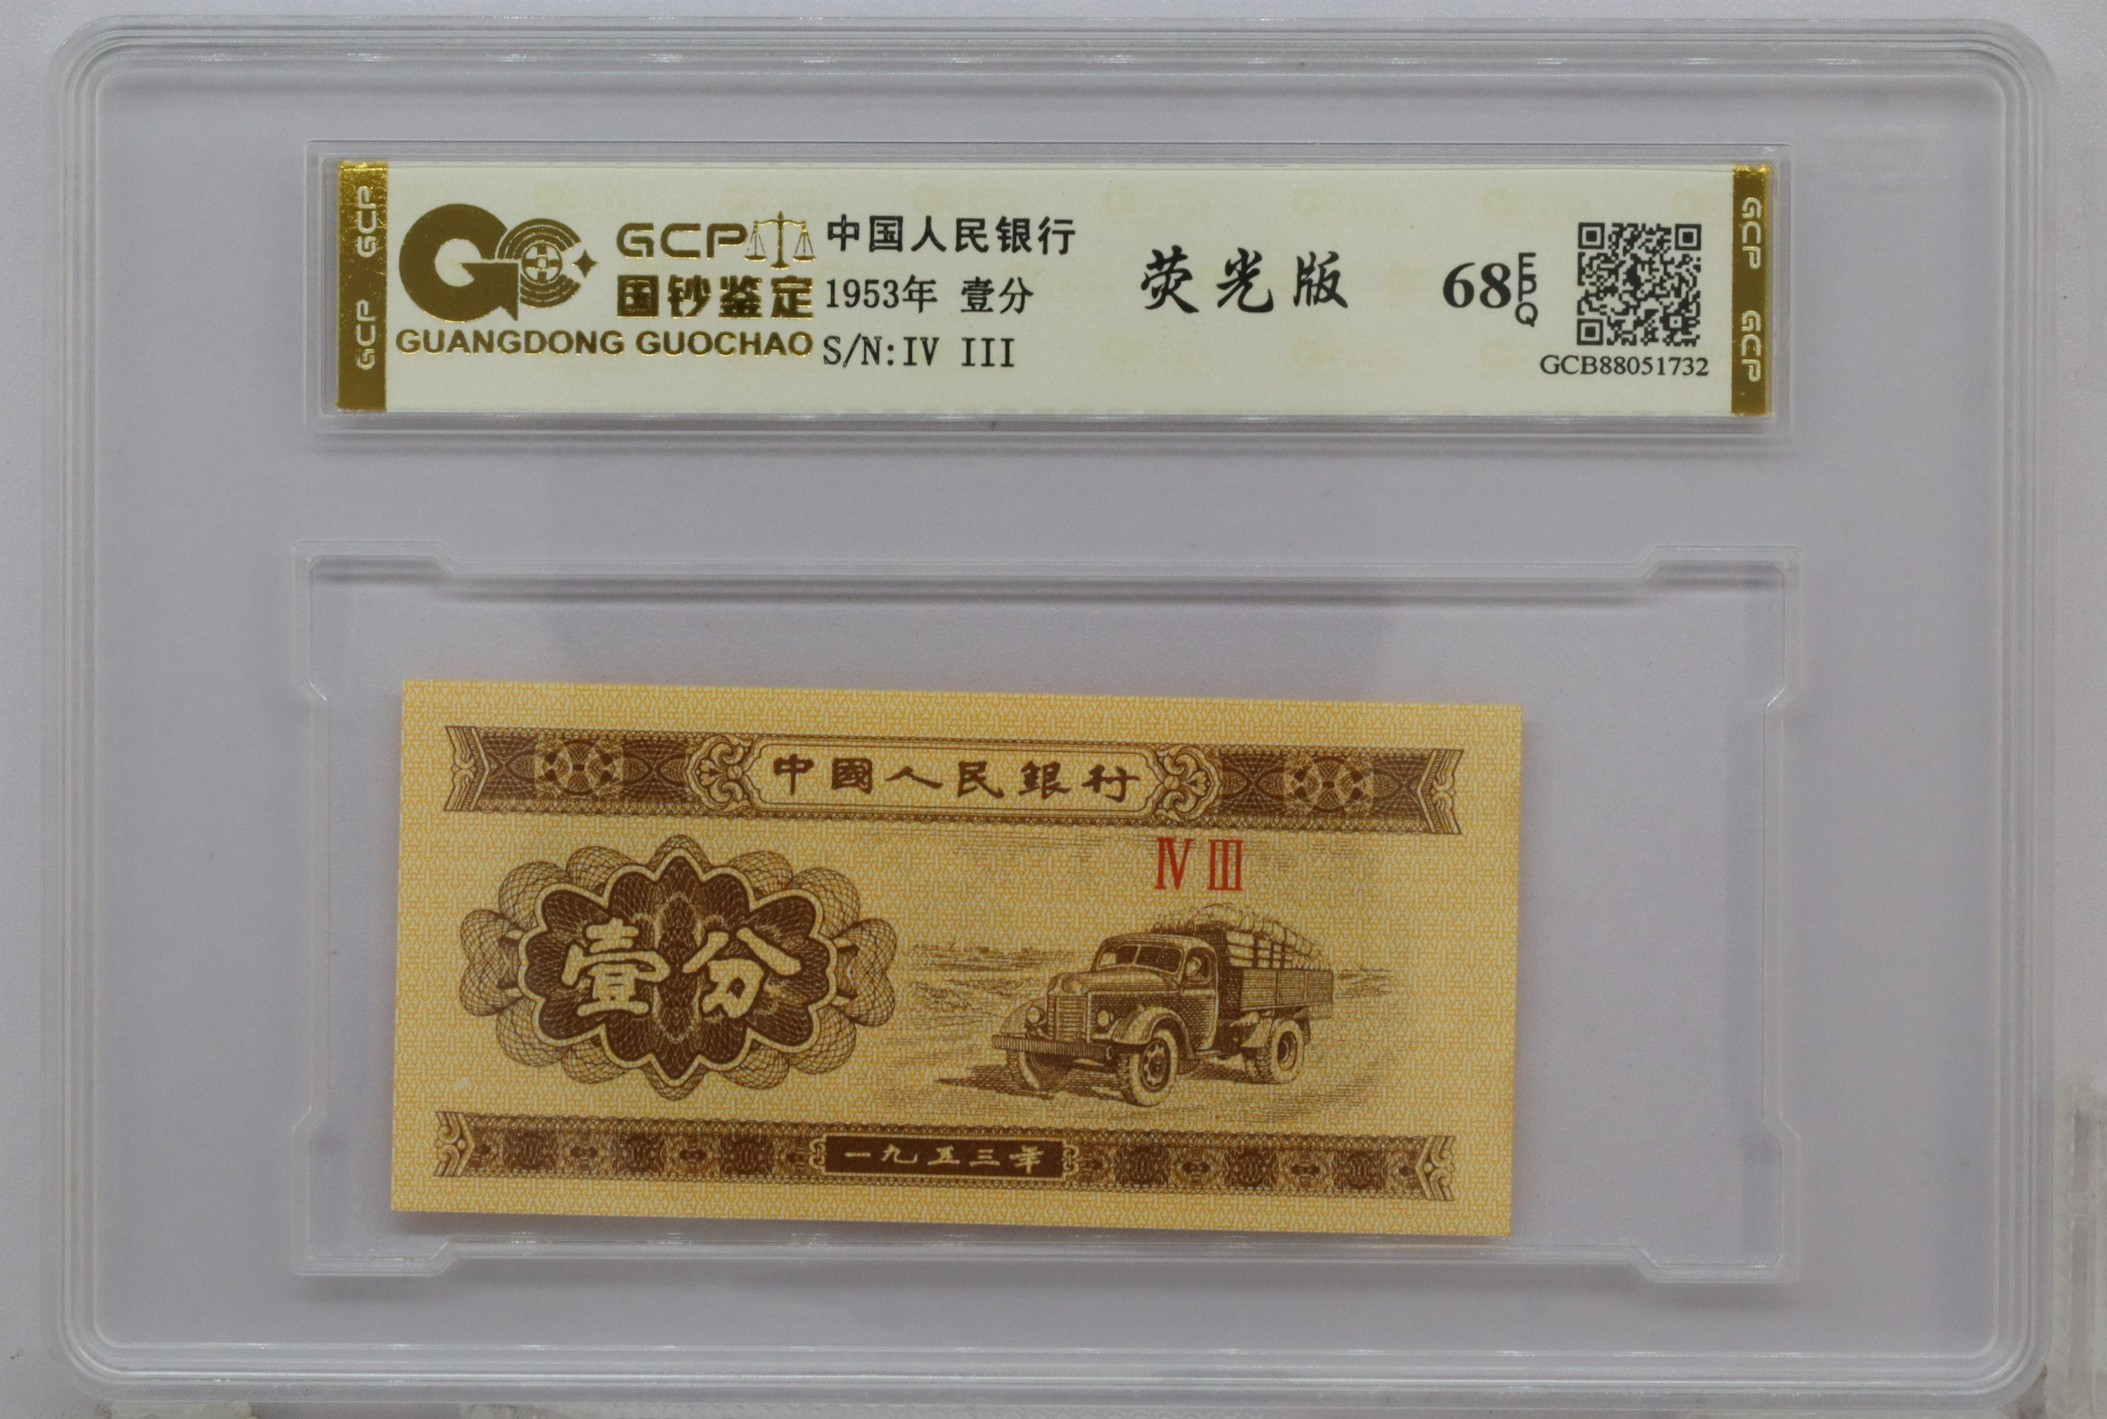 GCP
GCP
GCP
国钞鉴定
GUANGDONG GUOCHAO
中国人民银行
1953年 壹分
S/N:IV III
荧光版
68 EPQ
GCB88051732
GCP
GCP
中國人民銀行
IV III
壹分
一九五三年